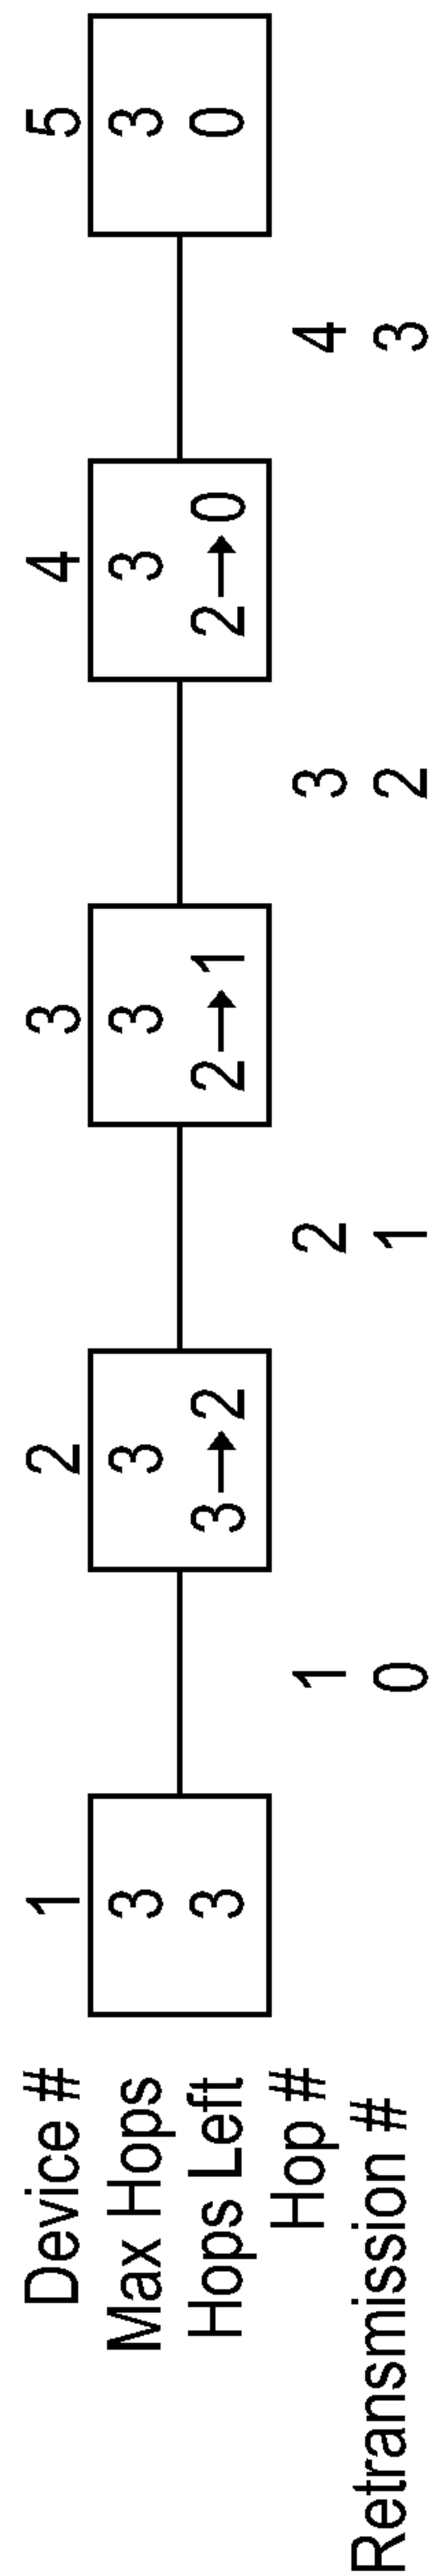 Device # 1 2 3 4 5
Max Hops 3 3 3 3 3
Hops Left 3 3→2 2→1 2→0 0
Hop # 1 2 3 4
Retransmission # 0 1 2 3